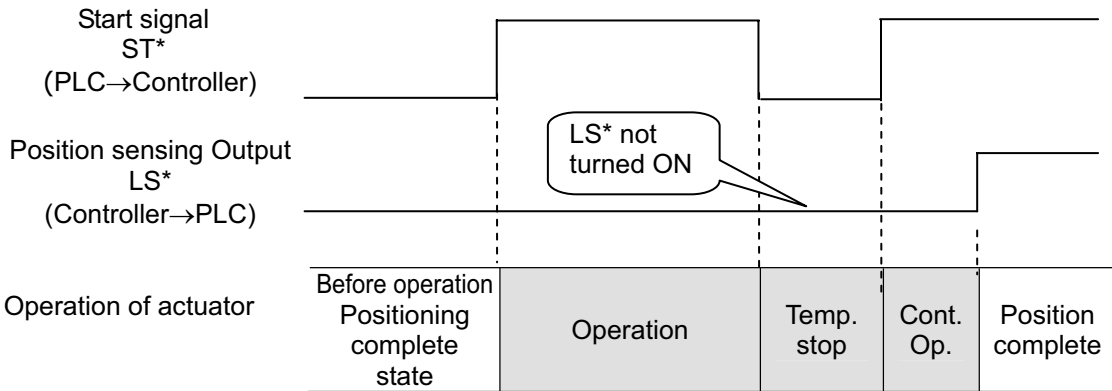 Start signal
ST*
(PLC→Controller)
LS* not
turned ON
Position sensing Output
LS*
(Controller→PLC)
Operation of actuator
Before operation
Positioning
complete
state
Operation
Temp.
stop
Cont.
Op.
Position
complete